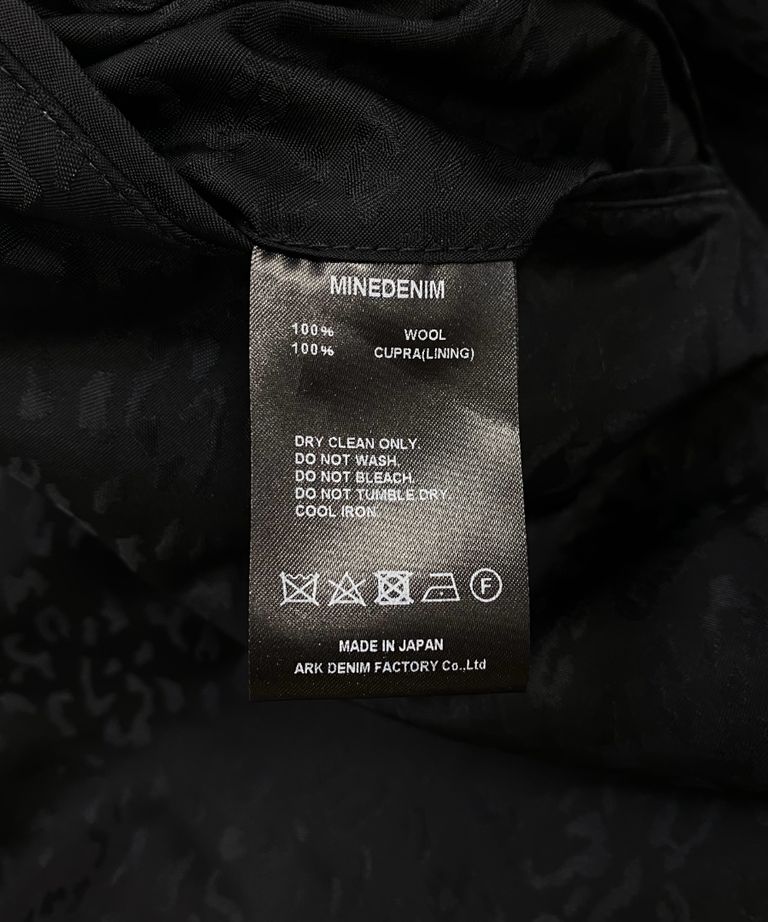 MINEDENIM
100% WOOL
100% CUPRA(LINING)
DRY CLEAN ONLY.
DO NOT WASH.
DO NOT BLEACH.
DO NOT TUMBLE DRY.
COOL IRON.
F
MADE IN JAPAN
ARK DENIM FACTORY Co.,Ltd